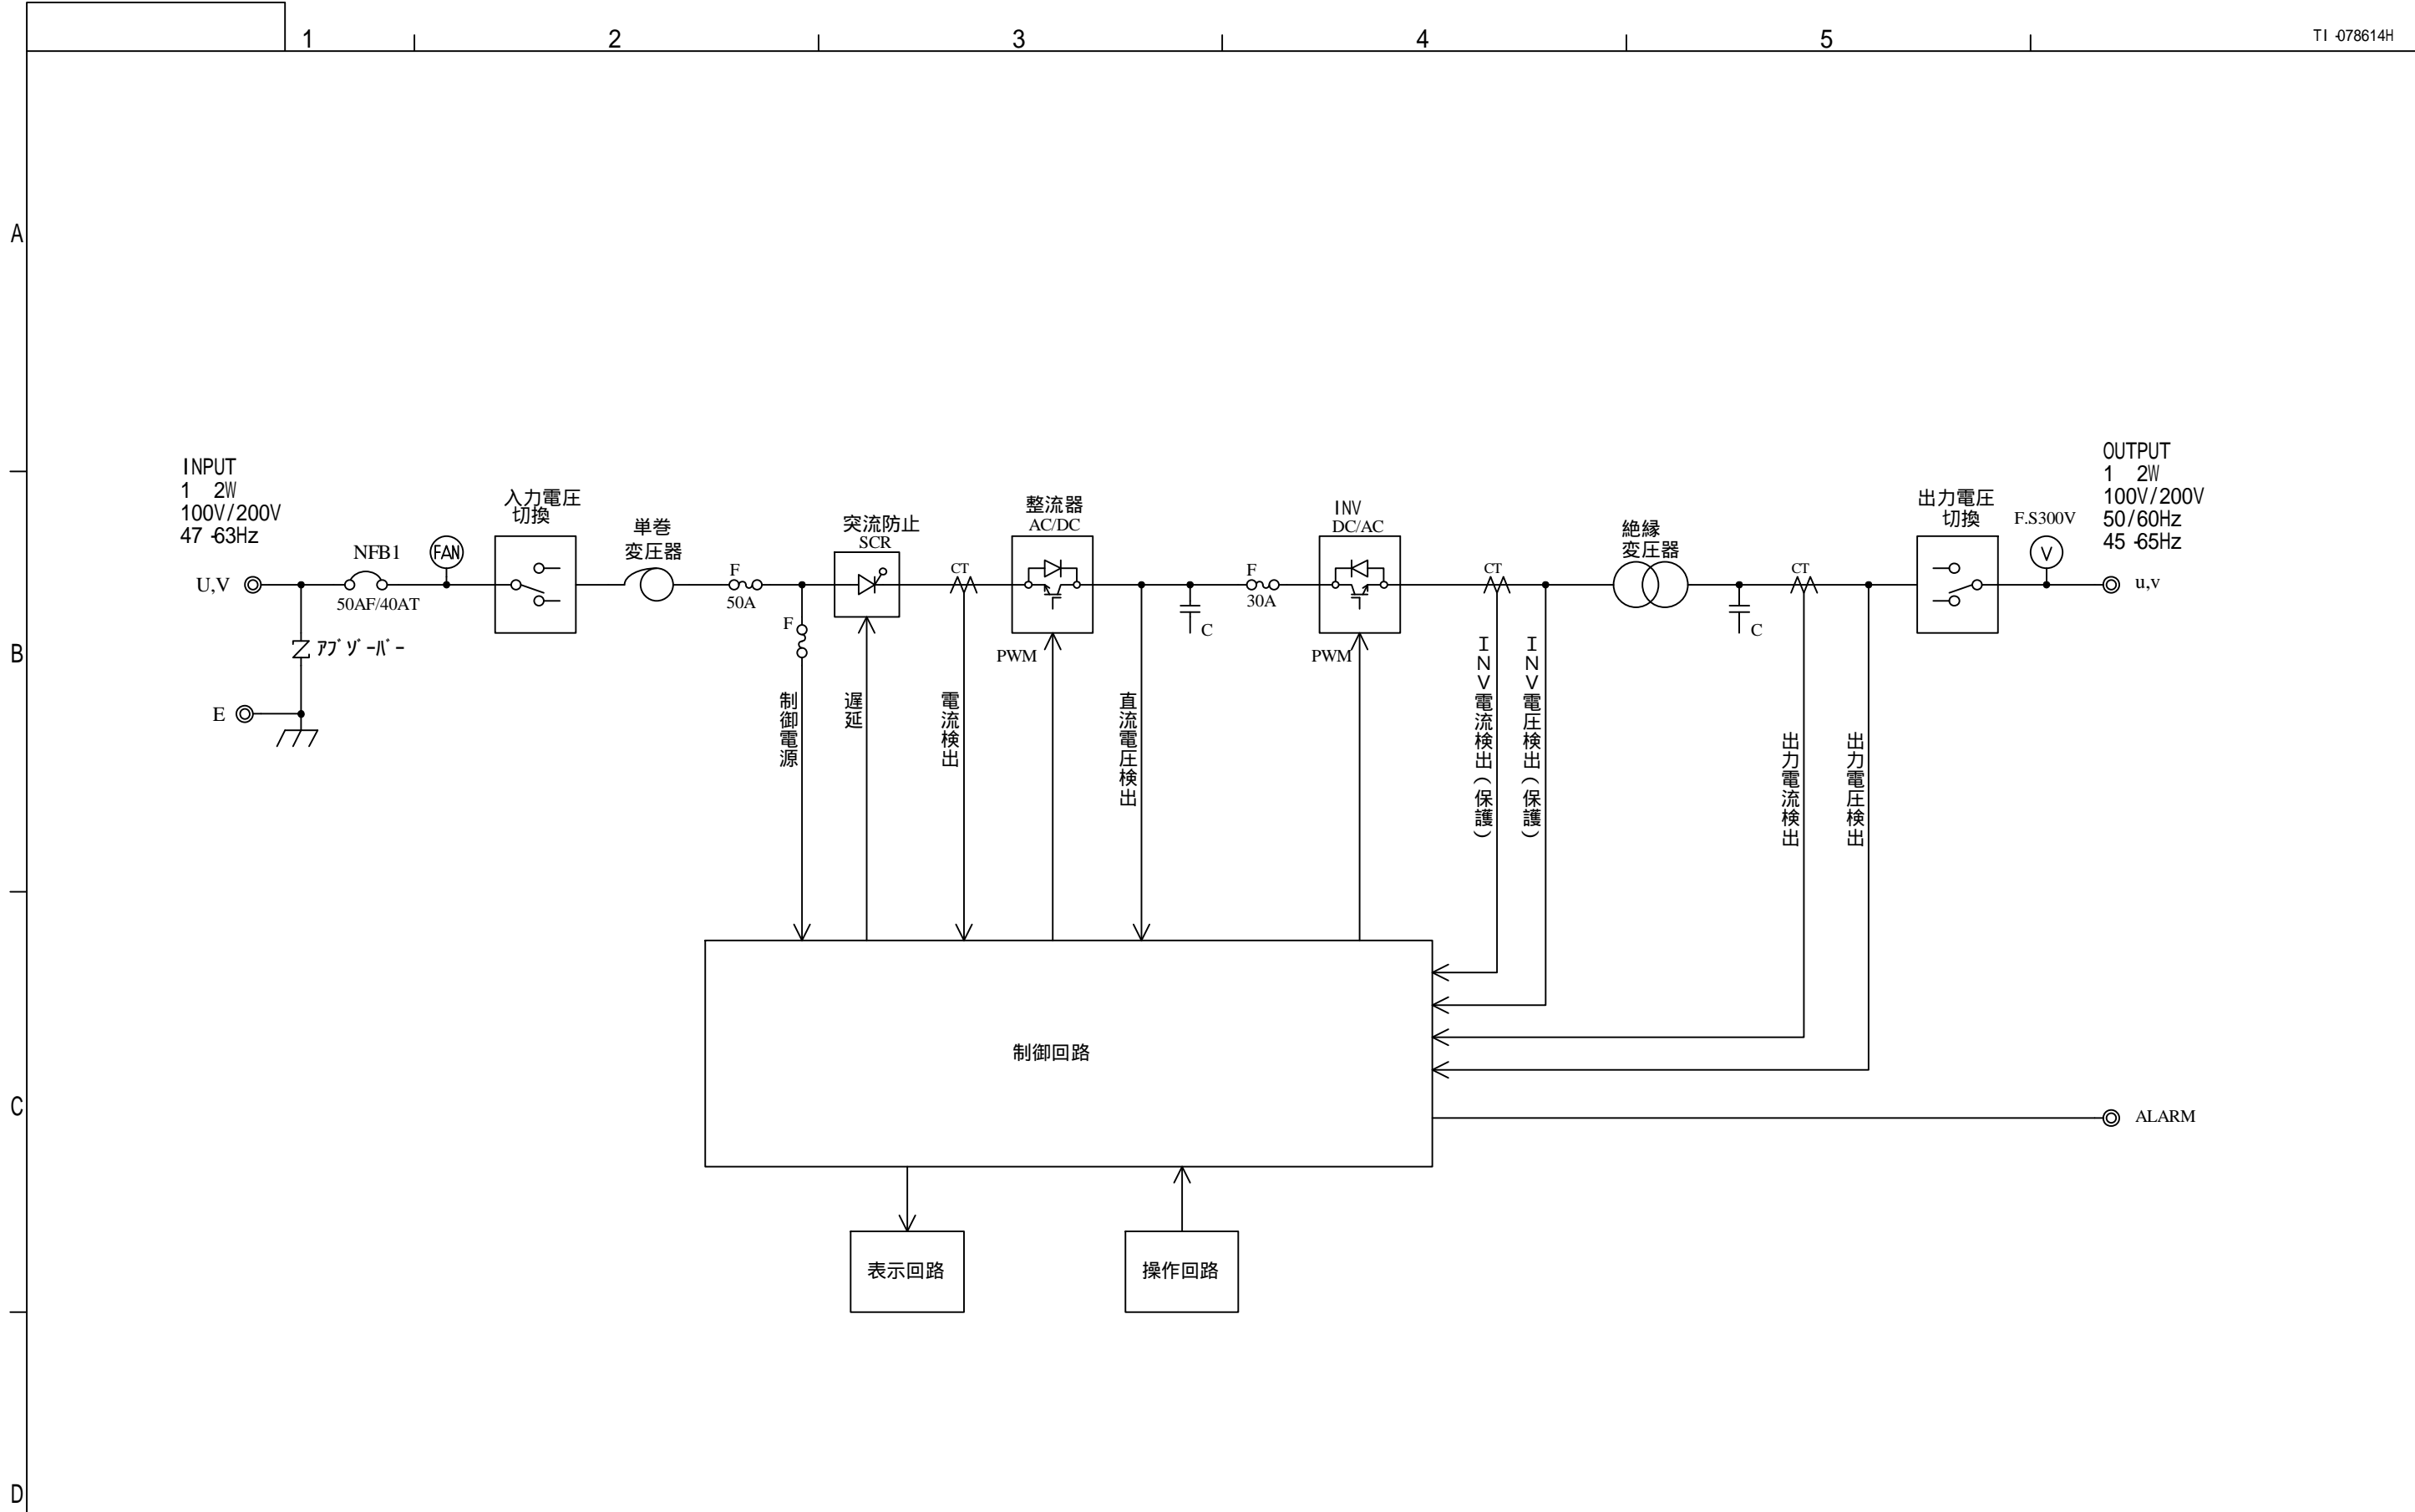 1
2
3
4
5
TI-078614H
A
B
C
D
INPUT
1 2W
100V/200V
47-63Hz
U,V
NFB1
50AF/40AT
FAN
アブゾーバー
E
入力電圧
切換
単巻
変圧器
F
50A
F
制御電源
突流防止
SCR
遅延
CT
電流検出
整流器
AC/DC
PWM
直流電圧検出
C
F
30A
INV
DC/AC
PWM
CT
INV電流検出(保護)
INV電圧検出(保護)
絶縁
変圧器
C
CT
出力電流検出
出力電圧検出
出力電圧
切換
F.S300V
V
OUTPUT
1 2W
100V/200V
50/60Hz
45-65Hz
u,v
制御回路
ALARM
表示回路
操作回路